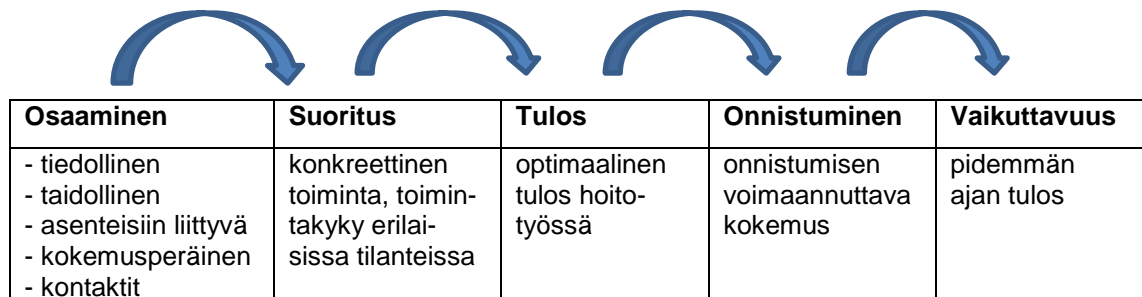 Osaaminen
Suoritus
Tulos
Onnistuminen
Vaikuttavuus
- tiedollinen
- taidollinen
- asenteisiin liittyvä
- kokemusperäinen
- kontaktit
konkreettinen
toiminta, toimin-
takyky erilai-
sissa tilanteissa
optimaalinen
tulos hoito-
työssä
onnistumisen
voimaannuttava
kokemus
pidemmän
ajan tulos